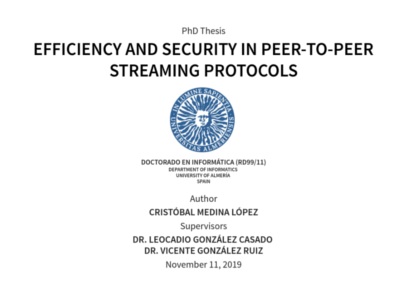 PhD Thesis
EFFICIENCY AND SECURITY IN PEER-TO-PEER
STREAMING PROTOCOLS
IN LUMINE SAPIENTIA
UNIVERSITAS ALMERIENSIS
DOCTORADO EN INFORMÁTICA (RD99/11)
DEPARTMENT OF INFORMATICS
UNIVERSITY OF ALMERÍA
SPAIN
Author
CRISTÓBAL MEDINA LÓPEZ
Supervisors
DR. LEOCADIO GONZÁLEZ CASADO
DR. VICENTE GONZÁLEZ RUIZ
November 11, 2019